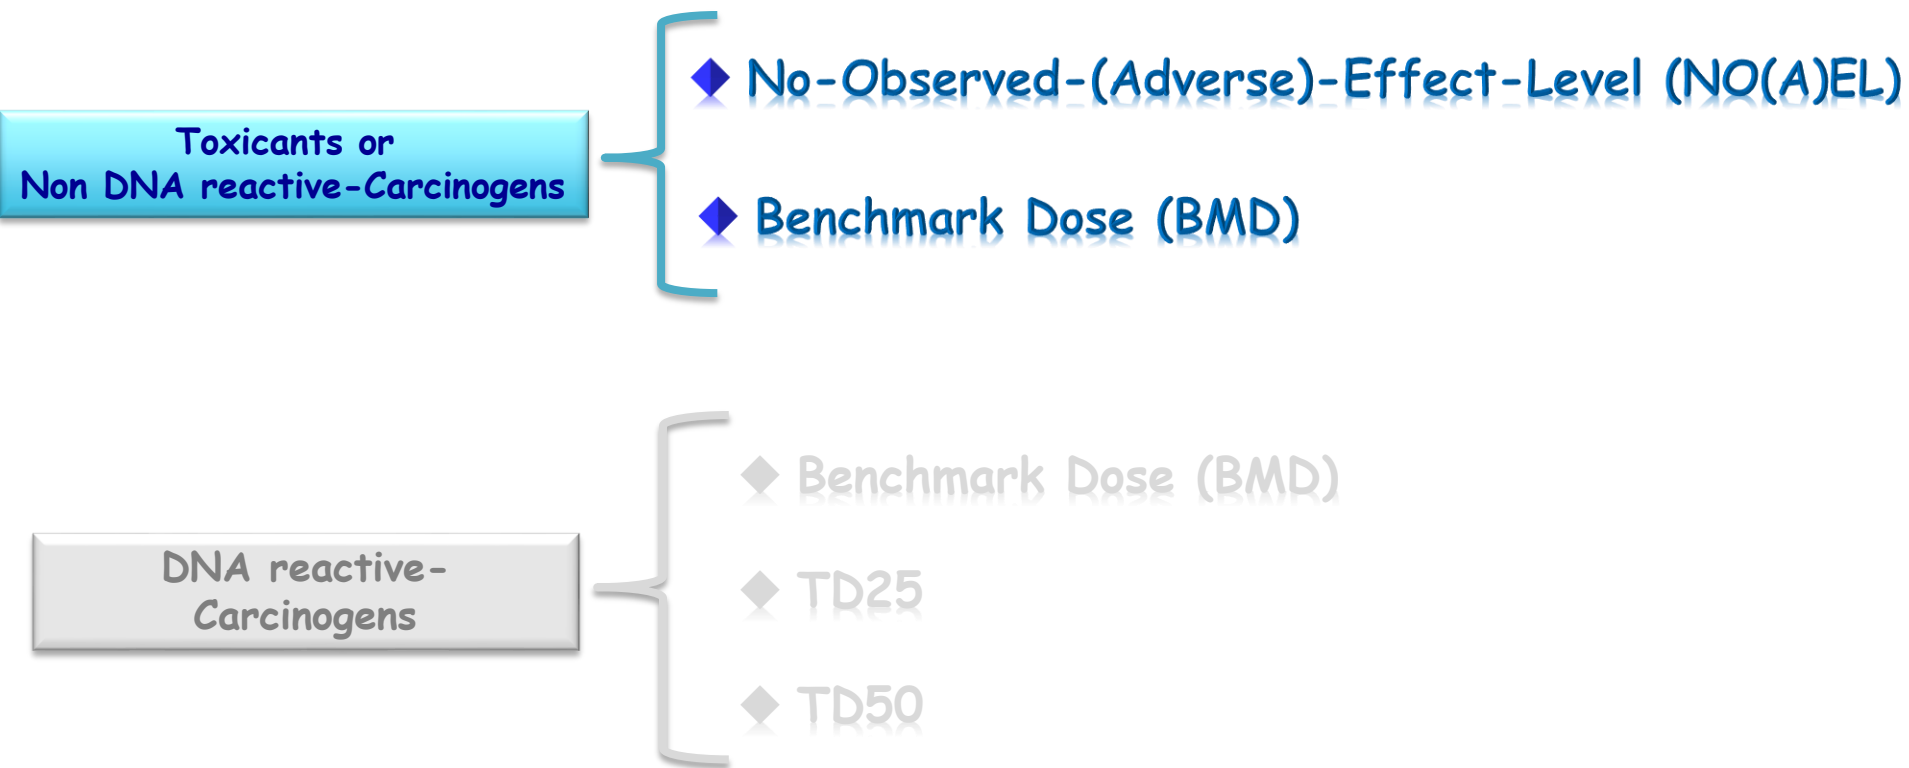 Toxicants or
Non DNA reactive-Carcinogens
No-Observed-(Adverse)-Effect-Level (NO(A)EL)
Benchmark Dose (BMD)
DNA reactive-
Carcinogens
Benchmark Dose (BMD)
TD25
TD50